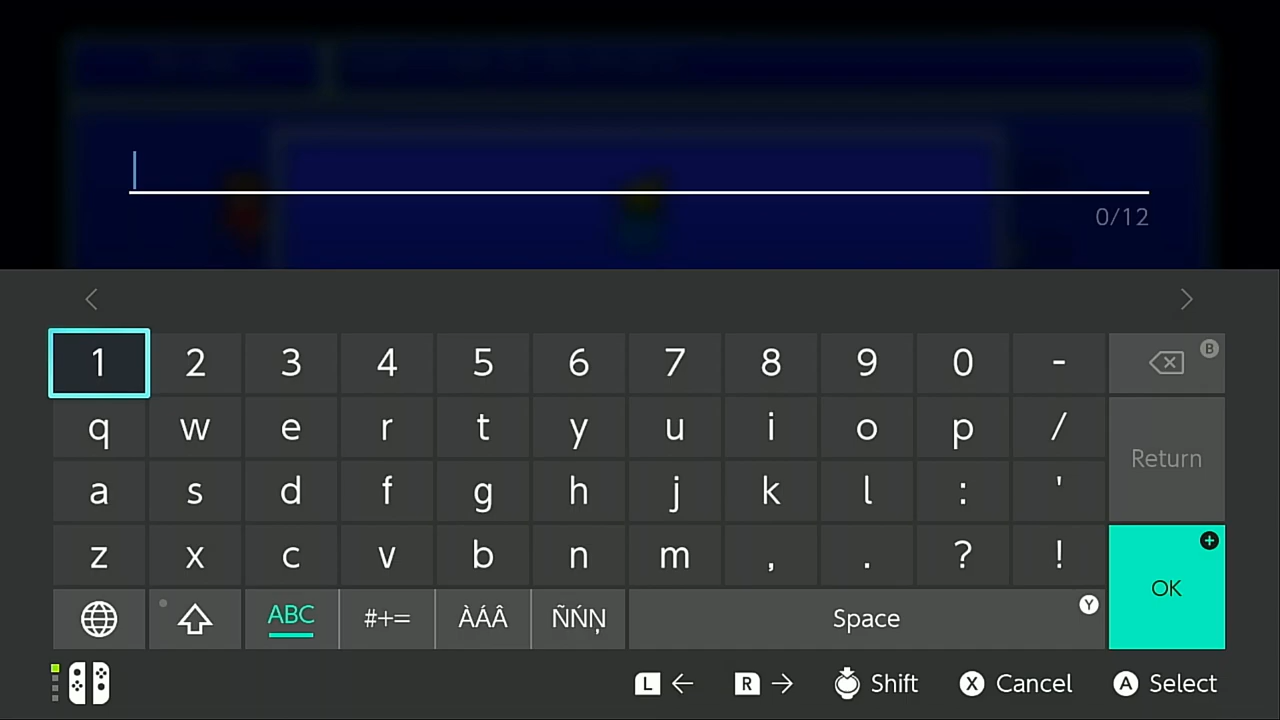 0/12
1 2 3 4 5 6 7 8 9 0 - B
q w e r t y u i o p /
Return
a s d f g h j k l : '
z x c v b n m , . ? !
OK
ABC #+= ÀÁÂ ÑŃŅ Space Y
L ← R → Shift X Cancel A Select